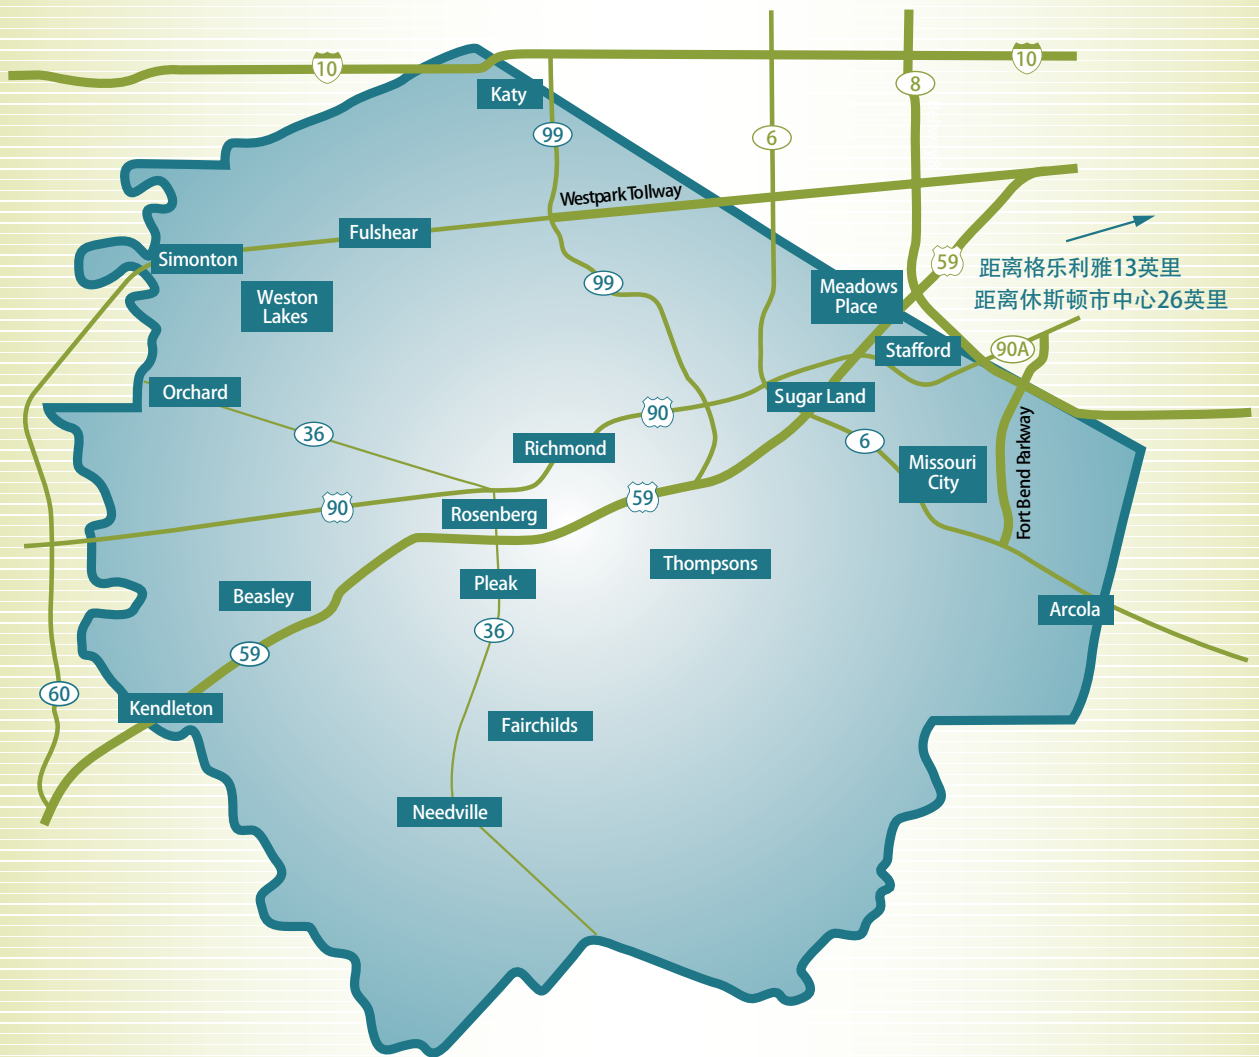 10
10
8
Katy
99
6
Westpark Tollway
Fulshear
Simonton
59
距离格乐利雅13英里
99
Meadows
Place
距离休斯顿市中心26英里
Weston
Lakes
Stafford
90A
Orchard
Sugar Land
90
36
Richmond
6
Missouri
City
Fort Bend Parkway
90
59
Rosenberg
Thompsons
Pleak
Beasley
Arcola
36
59
60
Kendleton
Fairchilds
Needville